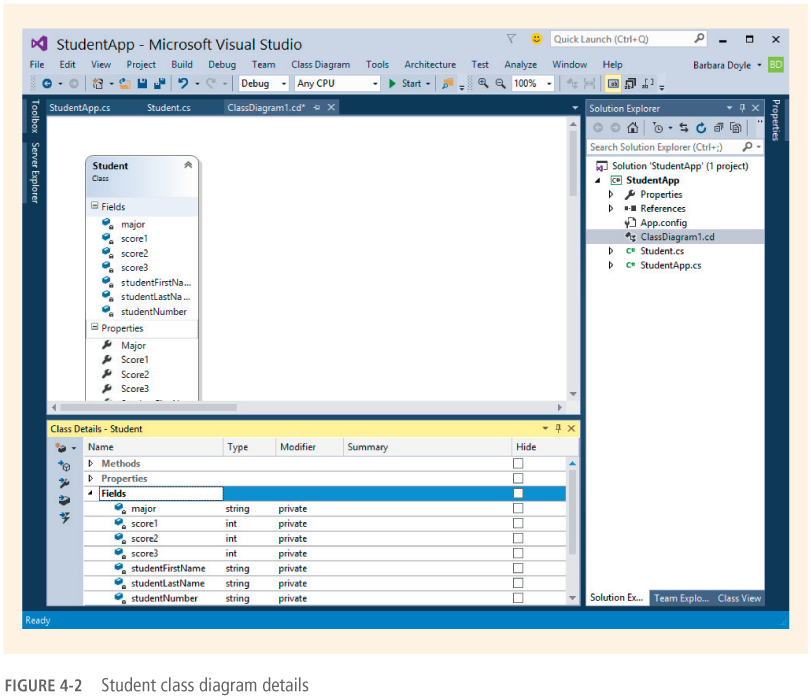 StudentApp - Microsoft Visual Studio
Quick Launch (Ctrl+Q)
File Edit View Project Build Debug Team Class Diagram Tools Architecture Test Analyze Window Help Barbara Doyle BD
Debug Any CPU Start 100%
Toolbox
Server Explorer
StudentApp.cs Student.cs ClassDiagram1.cd*
Student
Class
Fields
major
score1
score2
score3
studentFirstNa...
studentLastNa...
studentNumber
Properties
Major
Score1
Score2
Score3
Solution Explorer
Search Solution Explorer (Ctrl+;)
Solution 'StudentApp' (1 project)
StudentApp
Properties
References
App.config
ClassDiagram1.cd
Student.cs
StudentApp.cs
Properties
Class Details - Student
Name Type Modifier Summary Hide
Methods
Properties
Fields
major string private
score1 int private
score2 int private
score3 int private
studentFirstName string private
studentLastName string private
studentNumber string private
Solution Ex... Team Explo... Class View
Ready
FIGURE 4-2 Student class diagram details